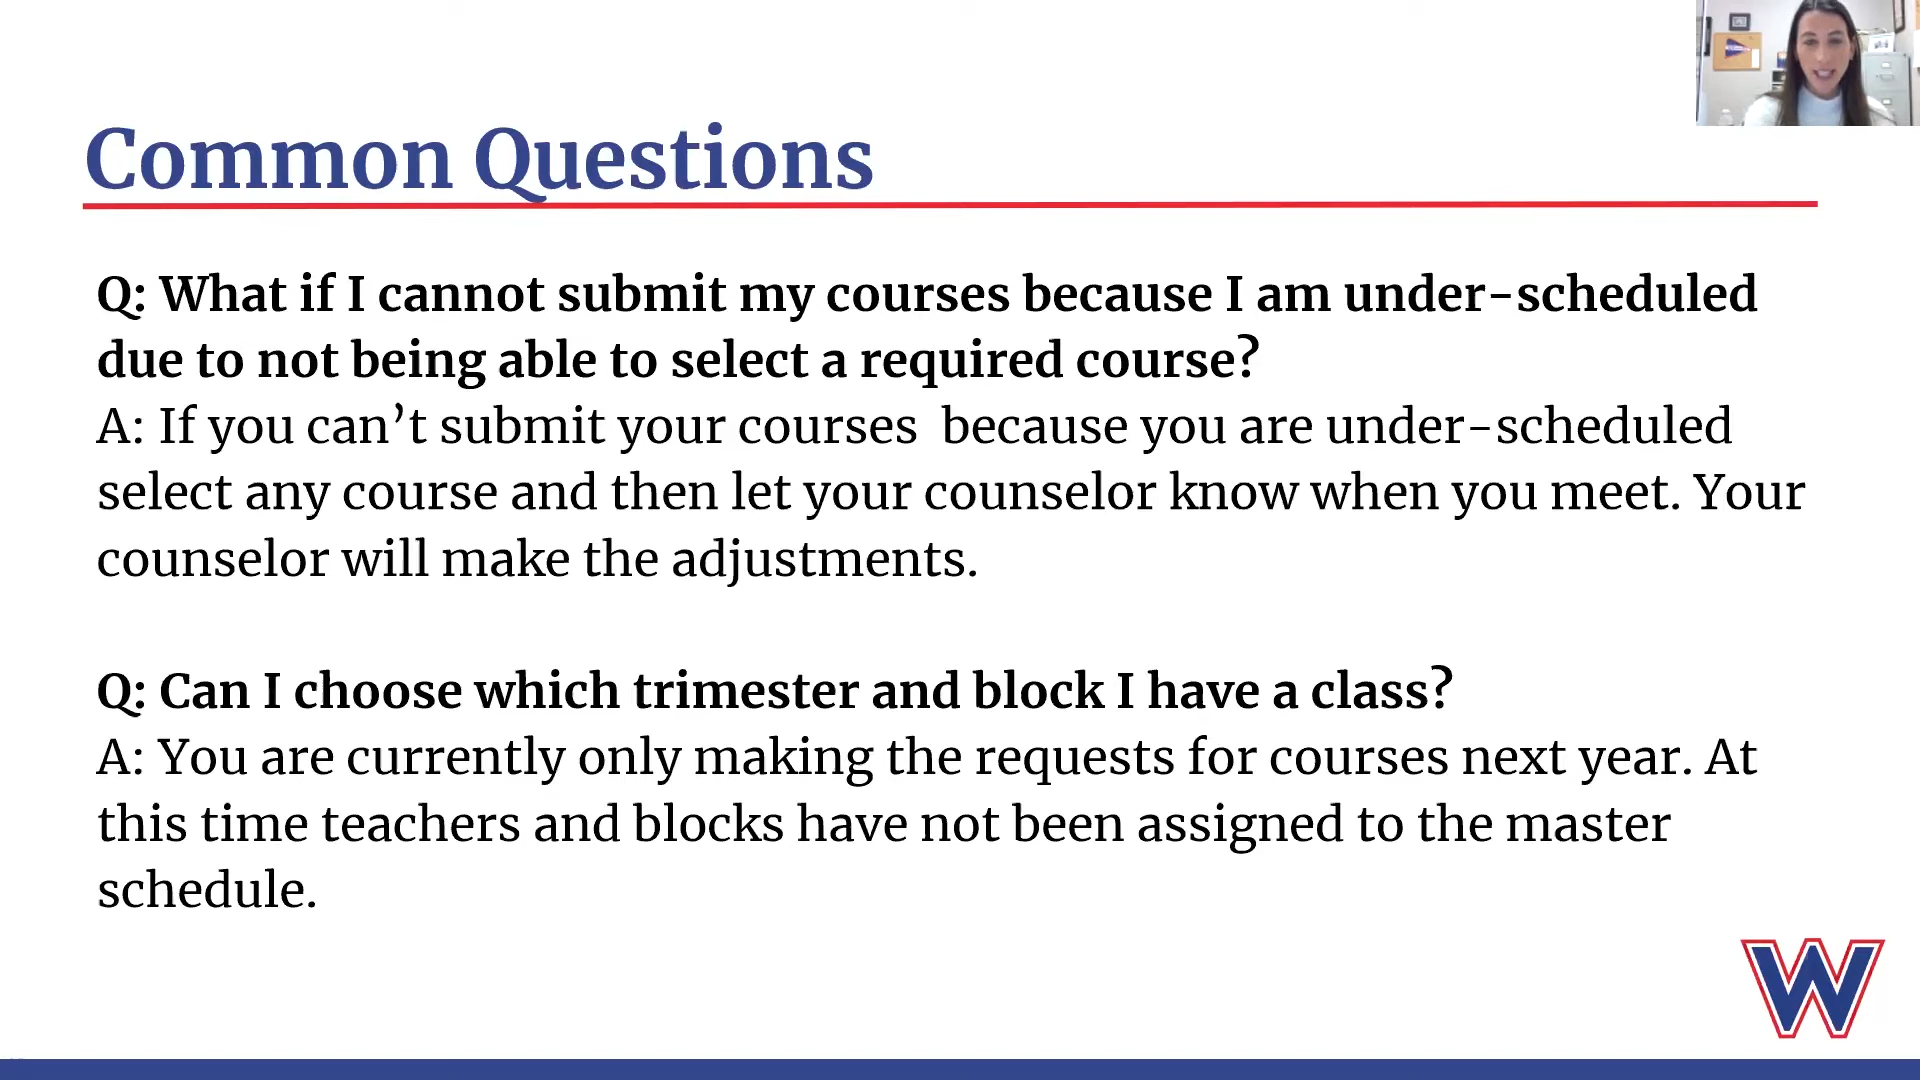 Common Questions
Q: What if I cannot submit my courses because I am under-scheduled
due to not being able to select a required course?
A: If you can’t submit your courses  because you are under-scheduled
select any course and then let your counselor know when you meet. Your
counselor will make the adjustments.
Q: Can I choose which trimester and block I have a class?
A: You are currently only making the requests for courses next year. At
this time teachers and blocks have not been assigned to the master
schedule.
W